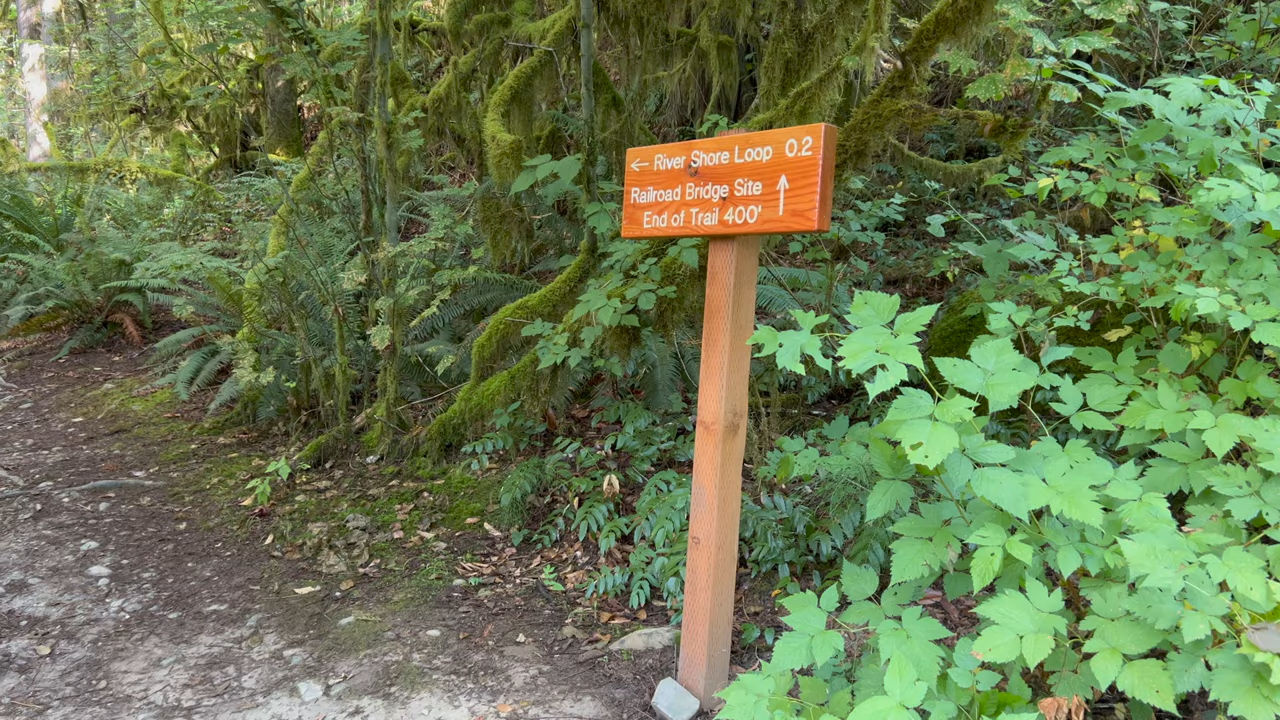 ← River Shore Loop 0.2
Railroad Bridge Site ↑
End of Trail 400'